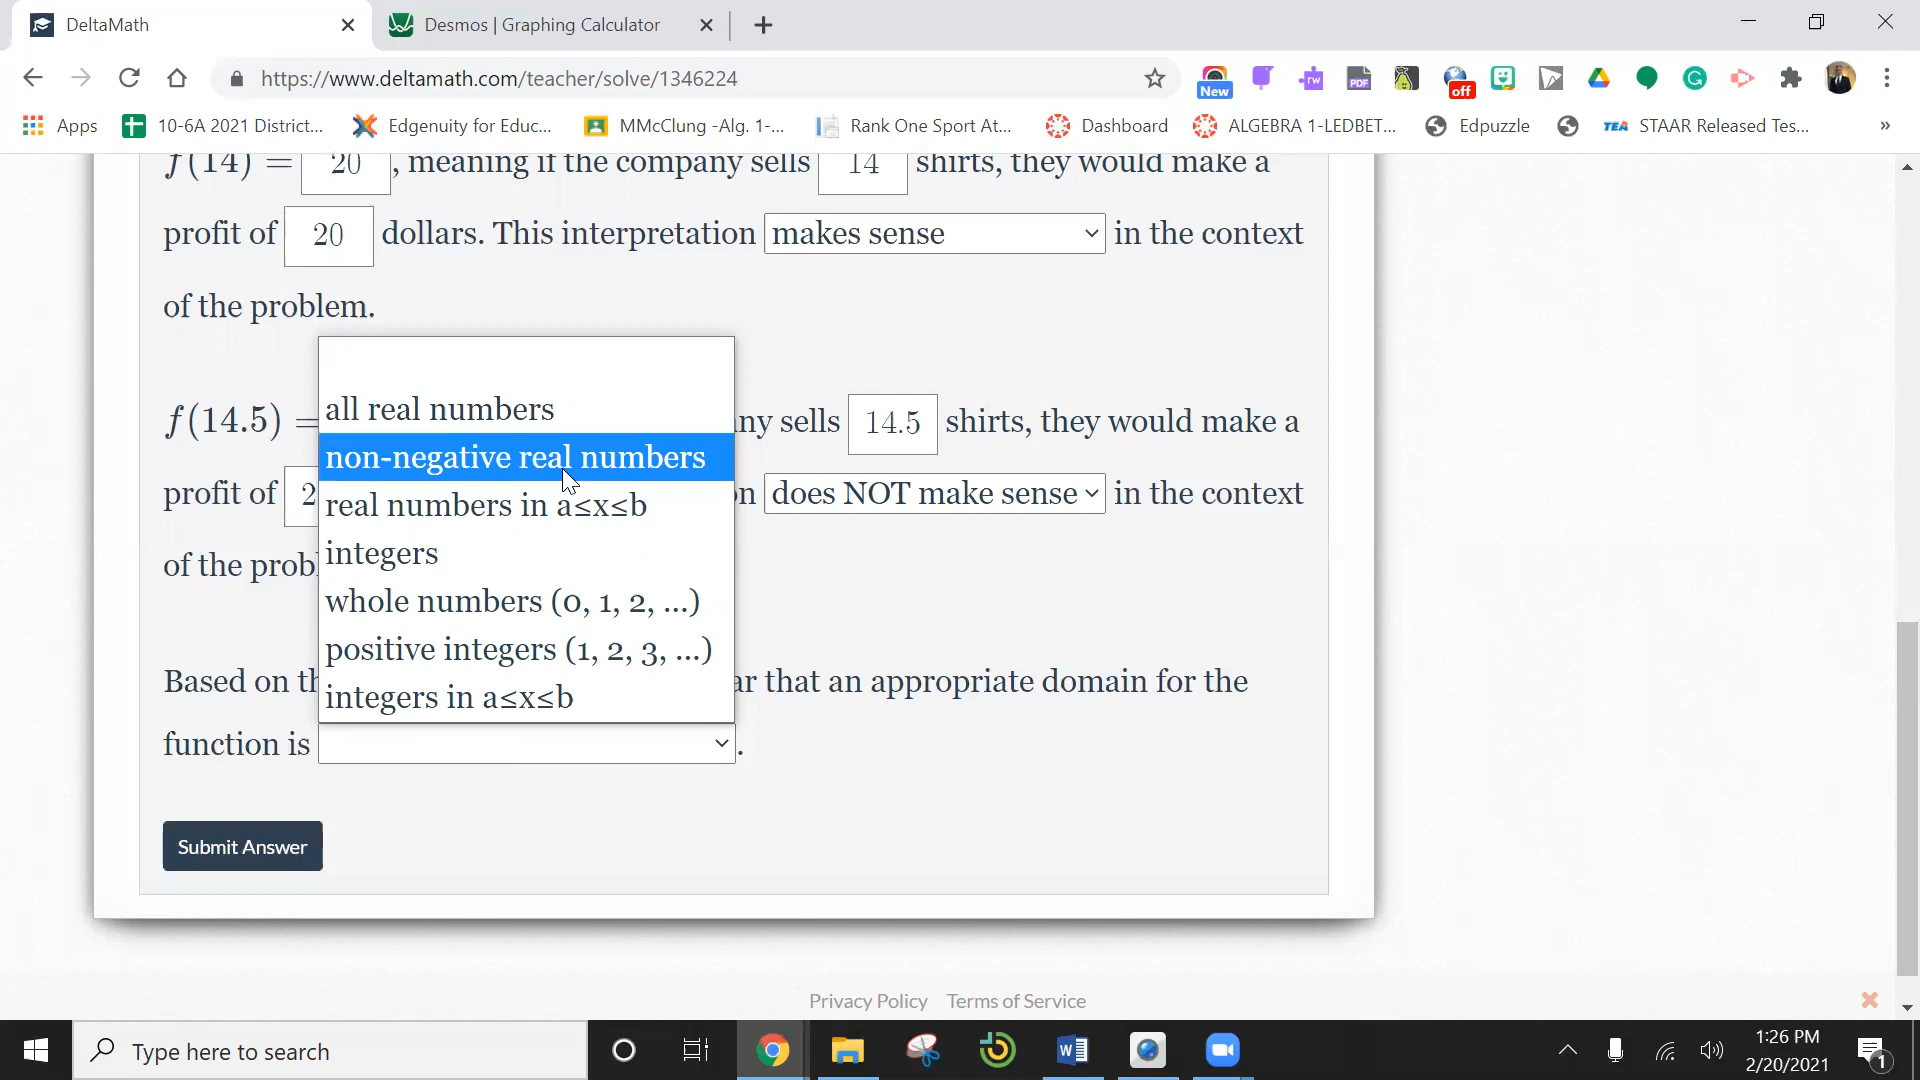 DeltaMath
Desmos | Graphing Calculator
https://www.deltamath.com/teacher/solve/1346224
New
rw
PDF
off
Apps
10-6A 2021 District...
Edgenuity for Educ...
MMcClung -Alg. 1-...
Rank One Sport At...
Dashboard
ALGEBRA 1-LEDBET...
Edpuzzle
TEA STAAR Released Tes...
»
f(14) = 20, meaning if the company sells 14 shirts, they would make a
profit of 20 dollars. This interpretation makes sense in the context
of the problem.
f(14.5) = ny sells 14.5 shirts, they would make a
profit of 2 n does NOT make sense in the context
of the probl
all real numbers
non-negative real numbers
real numbers in a≤x≤b
integers
whole numbers (0, 1, 2, ...)
positive integers (1, 2, 3, ...)
integers in a≤x≤b
Based on th ar that an appropriate domain for the
function is .
Submit Answer
Privacy Policy Terms of Service
Type here to search
1:26 PM
2/20/2021
1